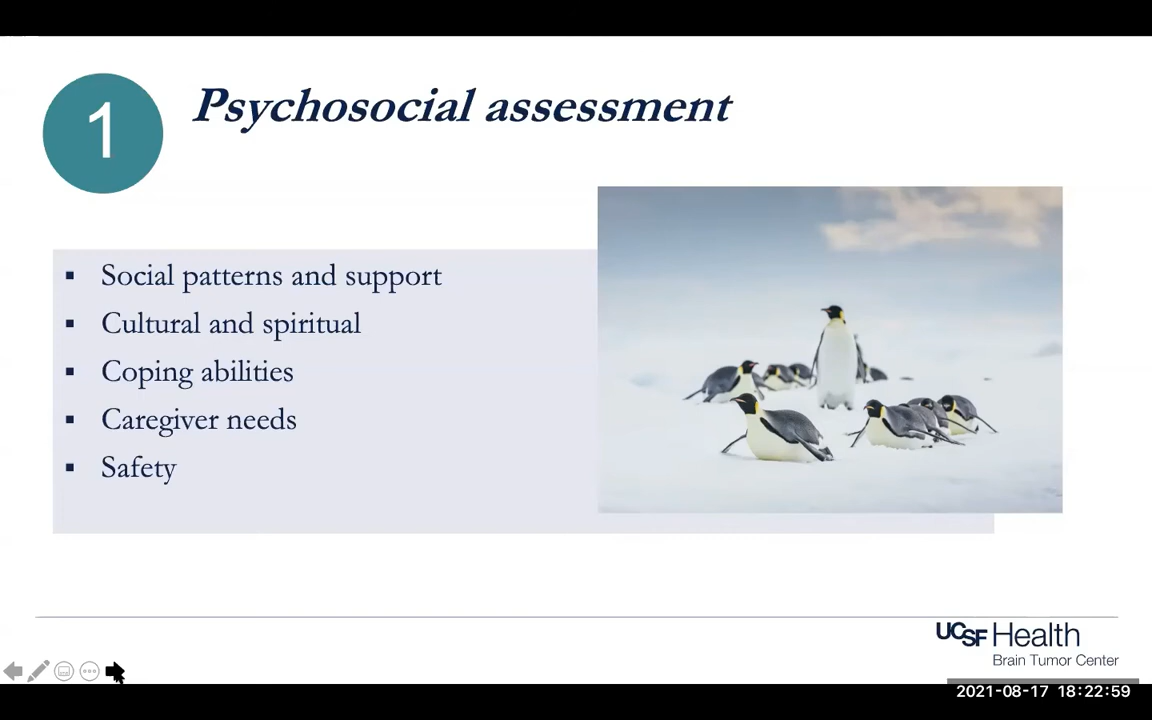 1
Psychosocial assessment
▪ Social patterns and support
▪ Cultural and spiritual
▪ Coping abilities
▪ Caregiver needs
▪ Safety
UCSF Health
Brain Tumor Center
2021-08-17 18:22:59